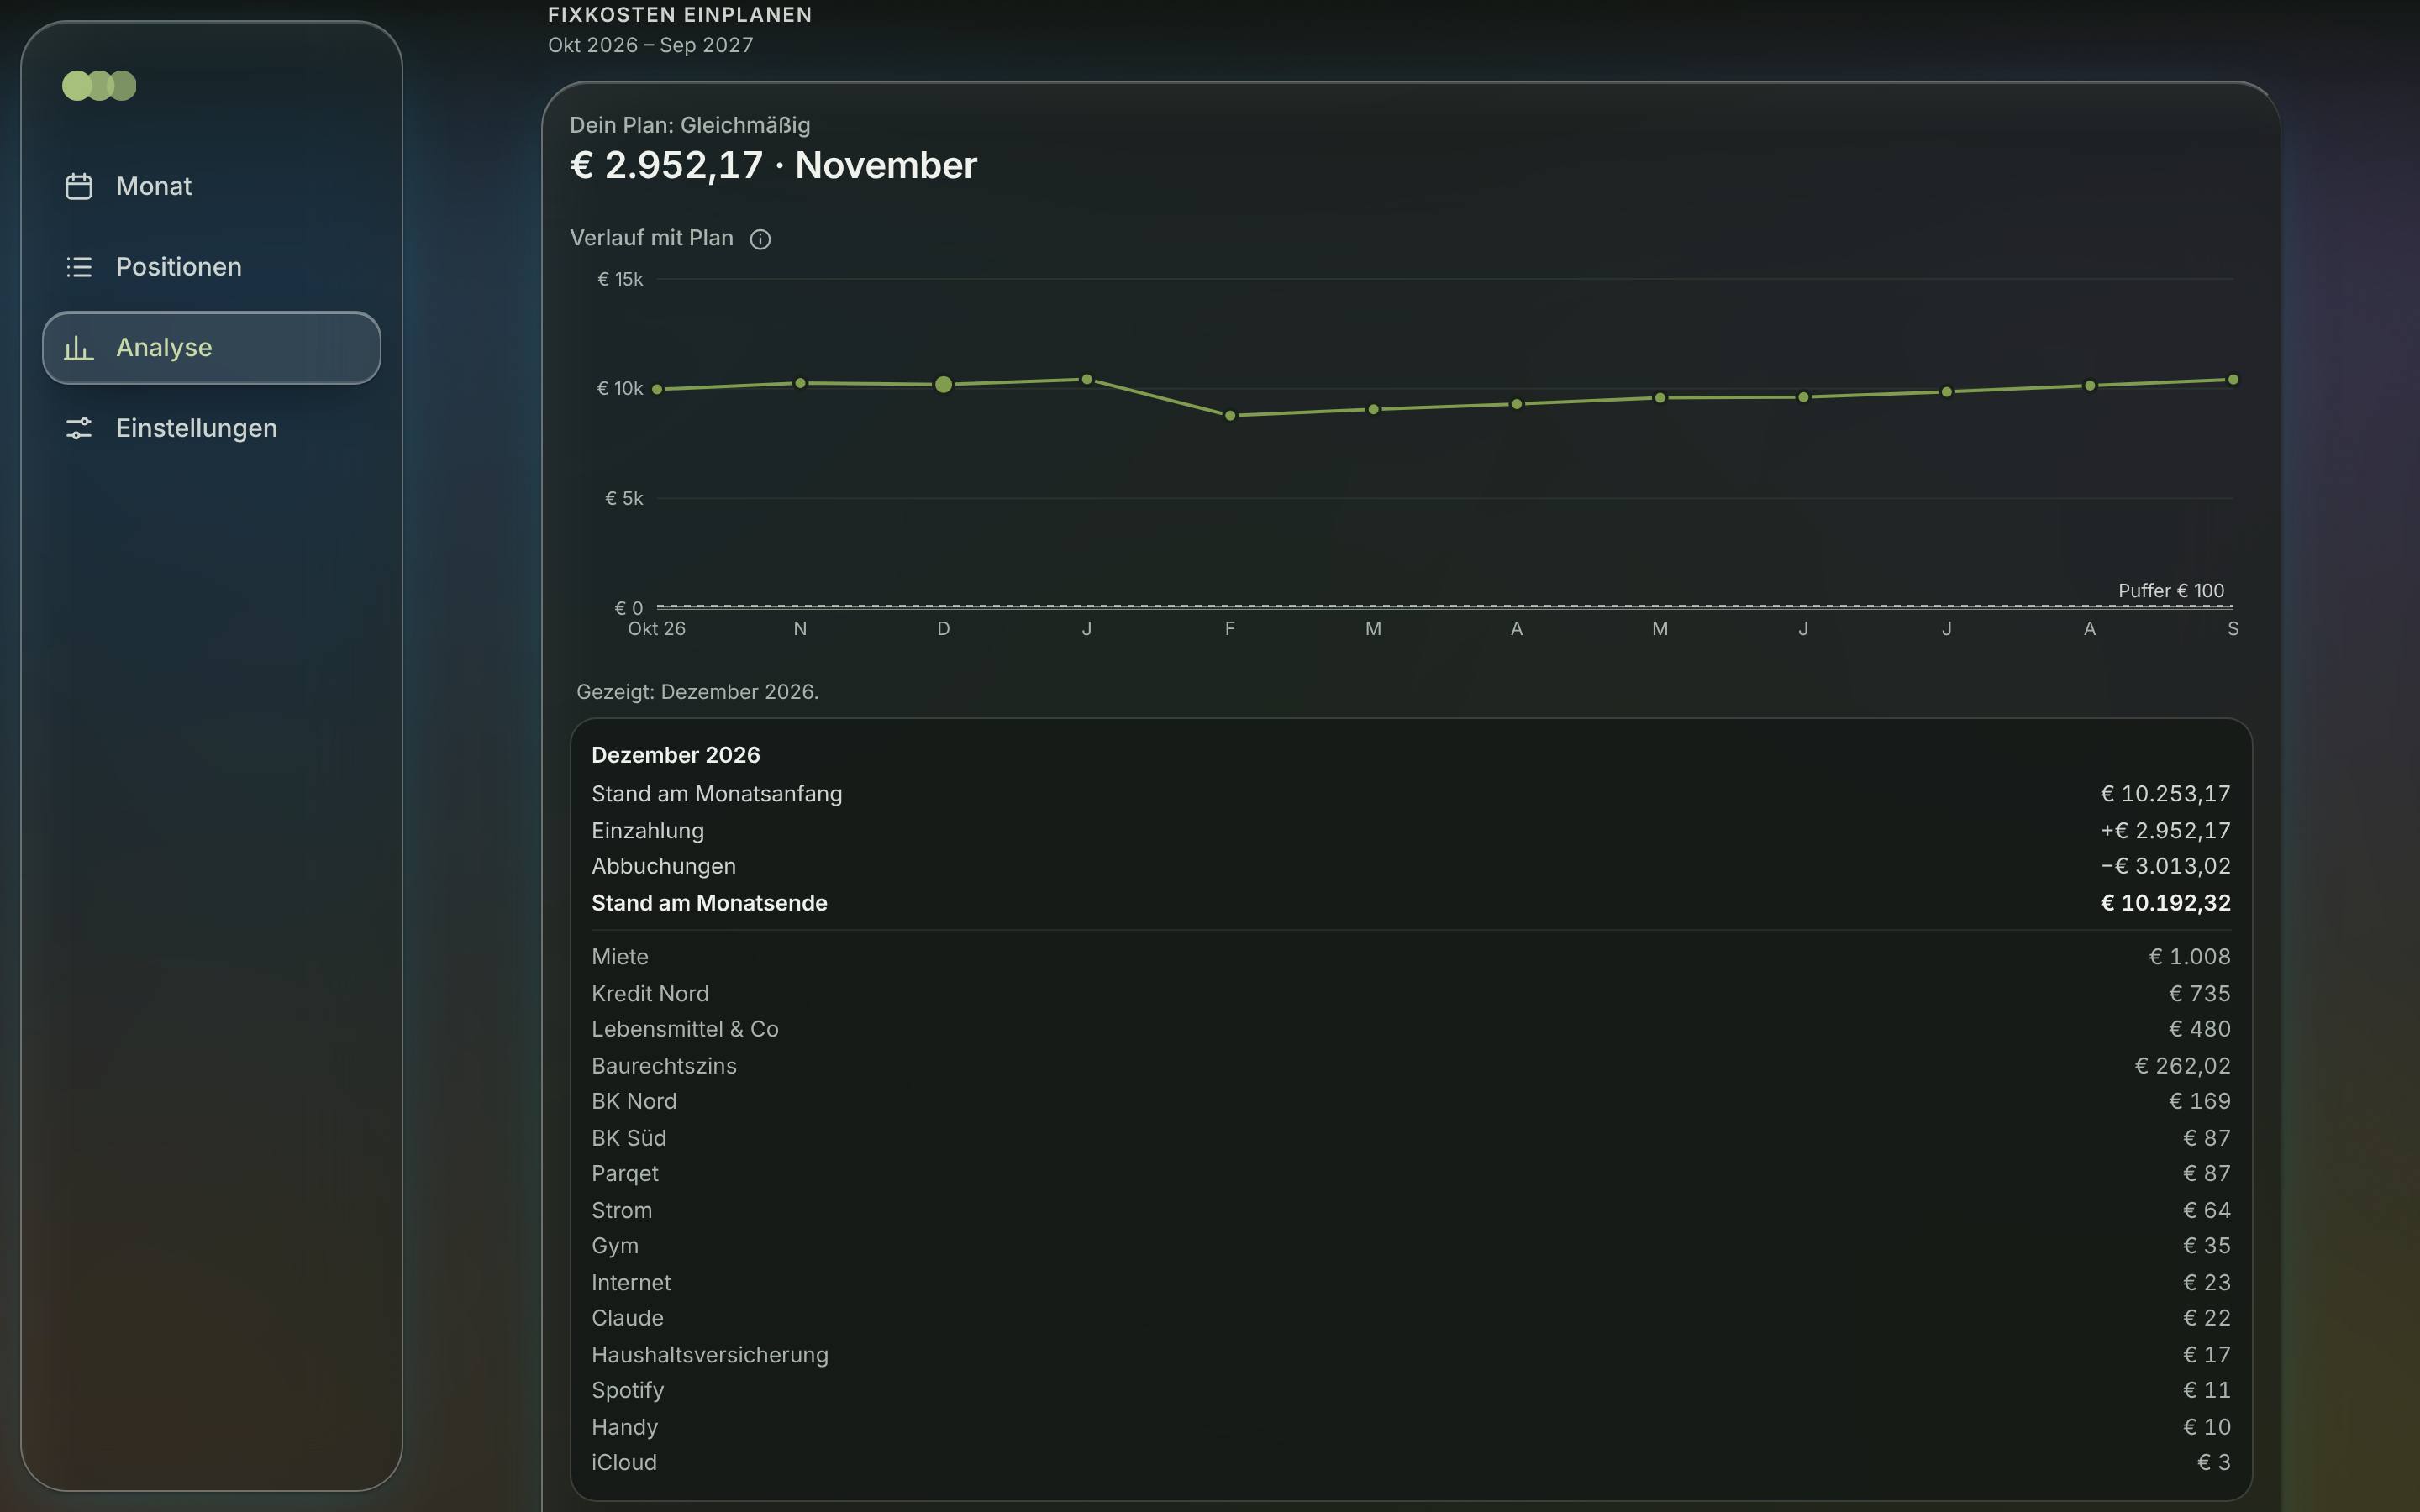 Monat
Positionen
Analyse
Einstellungen
FIXKOSTEN EINPLANEN
Okt 2026 – Sep 2027
Dein Plan: Gleichmäßig
€ 2.952,17 · November
Verlauf mit Plan
€ 15k
€ 10k
€ 5k
Puffer € 100
€ 0
Okt 26 N D J F M A M J J A S
Gezeigt: Dezember 2026.
Dezember 2026
Stand am Monatsanfang € 10.253,17
Einzahlung +€ 2.952,17
Abbuchungen −€ 3.013,02
Stand am Monatsende € 10.192,32
Miete € 1.008
Kredit Nord € 735
Lebensmittel & Co € 480
Baurechtszins € 262,02
BK Nord € 169
BK Süd € 87
Parqet € 87
Strom € 64
Gym € 35
Internet € 23
Claude € 22
Haushaltsversicherung € 17
Spotify € 11
Handy € 10
iCloud € 3